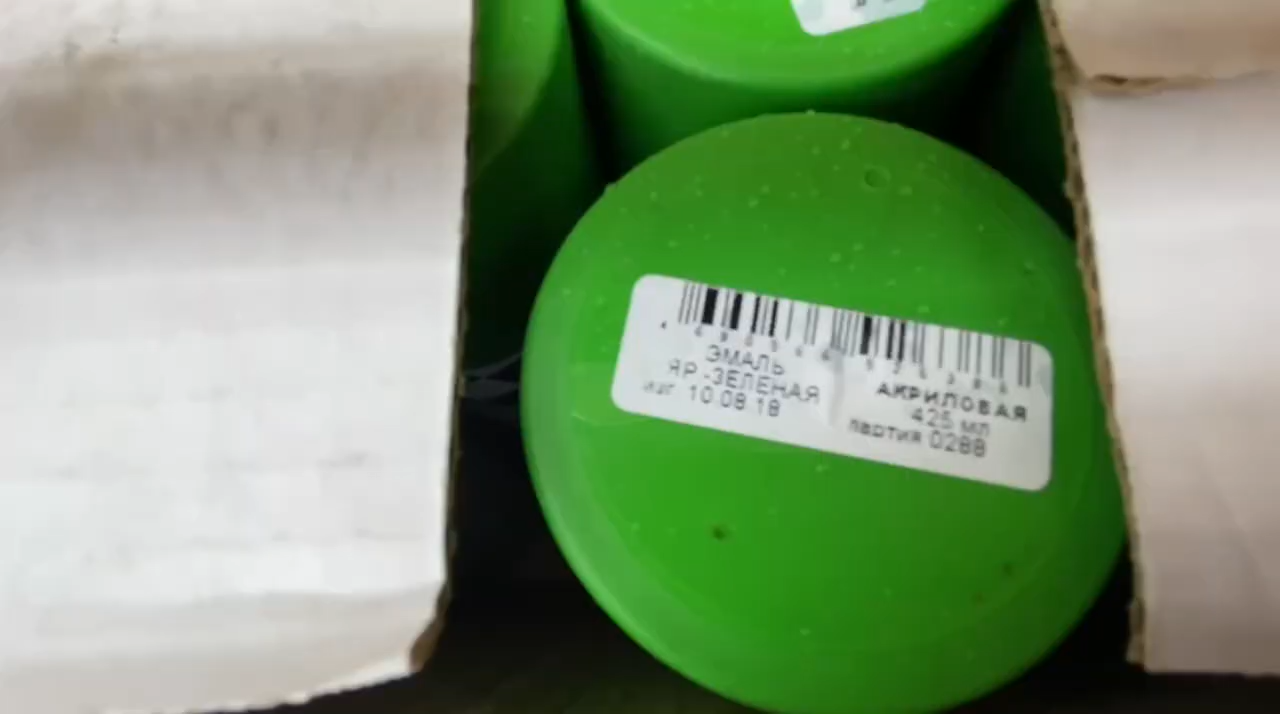 ЭМАЛЬ
ЯР-ЗЕЛЕНАЯ
изг 10.08.18
АКРИЛОВАЯ
425 мл
партия 0288